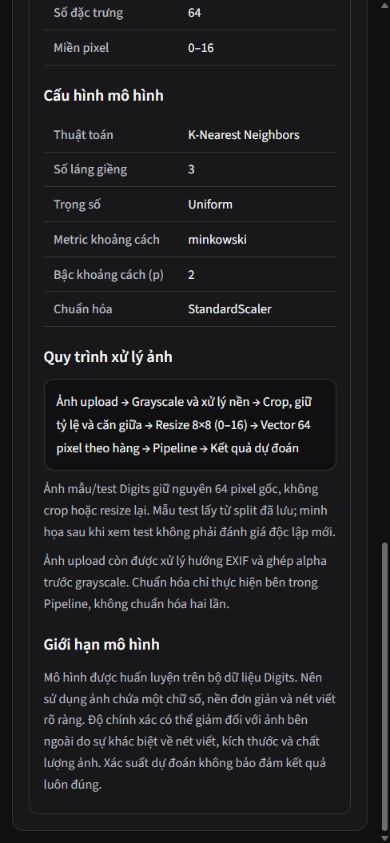 Số đặc trưng 64
Miền pixel 0–16
Cấu hình mô hình
Thuật toán K-Nearest Neighbors
Số láng giềng 3
Trọng số Uniform
Metric khoảng cách minkowski
Bậc khoảng cách (p) 2
Chuẩn hóa StandardScaler
Quy trình xử lý ảnh
Ảnh upload → Grayscale và xử lý nền → Crop, giữ
tỷ lệ và căn giữa → Resize 8×8 (0–16) → Vector 64
pixel theo hàng → Pipeline → Kết quả dự đoán
Ảnh mẫu/test Digits giữ nguyên 64 pixel gốc, không
crop hoặc resize lại. Mẫu test lấy từ split đã lưu; minh
họa sau khi xem test không phải đánh giá độc lập mới.
Ảnh upload còn được xử lý hướng EXIF và ghép alpha
trước grayscale. Chuẩn hóa chỉ thực hiện bên trong
Pipeline, không chuẩn hóa hai lần.
Giới hạn mô hình
Mô hình được huấn luyện trên bộ dữ liệu Digits. Nên
sử dụng ảnh chứa một chữ số, nền đơn giản và nét viết
rõ ràng. Độ chính xác có thể giảm đối với ảnh bên
ngoài do sự khác biệt về nét viết, kích thước và chất
lượng ảnh. Xác suất dự đoán không bảo đảm kết quả
luôn đúng.